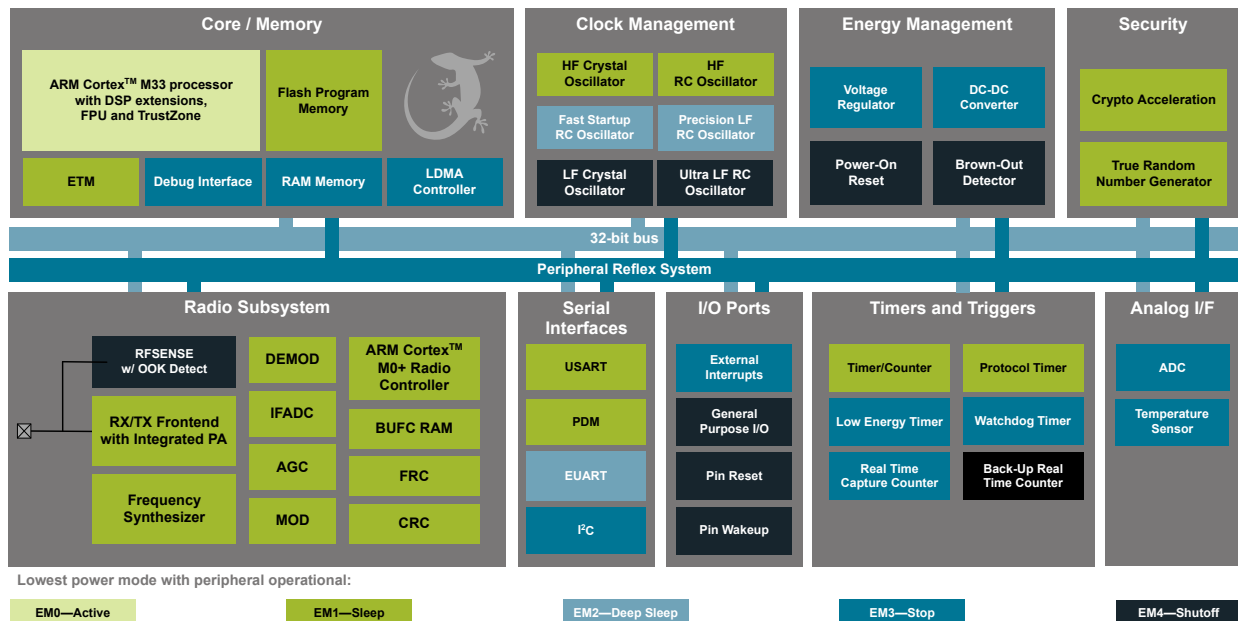 Core / Memory
ARM Cortex™ M33 processor
with DSP extensions,
FPU and TrustZone
Flash Program
Memory
ETM
Debug Interface
RAM Memory
LDMA
Controller
Clock Management
HF Crystal
Oscillator
HF
RC Oscillator
Fast Startup
RC Oscillator
Precision LF
RC Oscillator
LF Crystal
Oscillator
Ultra LF RC
Oscillator
Energy Management
Voltage
Regulator
DC-DC
Converter
Power-On
Reset
Brown-Out
Detector
Security
Crypto Acceleration
True Random
Number Generator
32-bit bus
Peripheral Reflex System
Radio Subsystem
RFSENSE
w/ OOK Detect
RX/TX Frontend
with Integrated PA
Frequency
Synthesizer
DEMOD
IFADC
AGC
MOD
ARM Cortex™
M0+ Radio
Controller
BUFC RAM
FRC
CRC
Serial
Interfaces
USART
PDM
EUART
I²C
I/O Ports
External
Interrupts
General
Purpose I/O
Pin Reset
Pin Wakeup
Timers and Triggers
Timer/Counter
Protocol Timer
Low Energy Timer
Watchdog Timer
Real Time
Capture Counter
Back-Up Real
Time Counter
Analog I/F
ADC
Temperature
Sensor
Lowest power mode with peripheral operational:
EM0—Active
EM1—Sleep
EM2—Deep Sleep
EM3—Stop
EM4—Shutoff